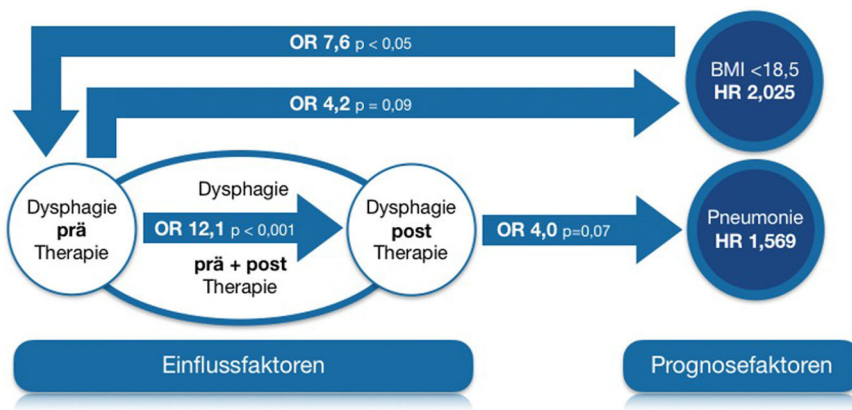 OR 7,6 p < 0,05
BMI <18,5
HR 2,025
OR 4,2 p = 0,09
Dysphagie
prä
Therapie
Dysphagie
OR 12,1 p < 0,001
prä + post
Therapie
Dysphagie
post
Therapie
OR 4,0 p=0,07
Pneumonie
HR 1,569
Einflussfaktoren
Prognosefaktoren